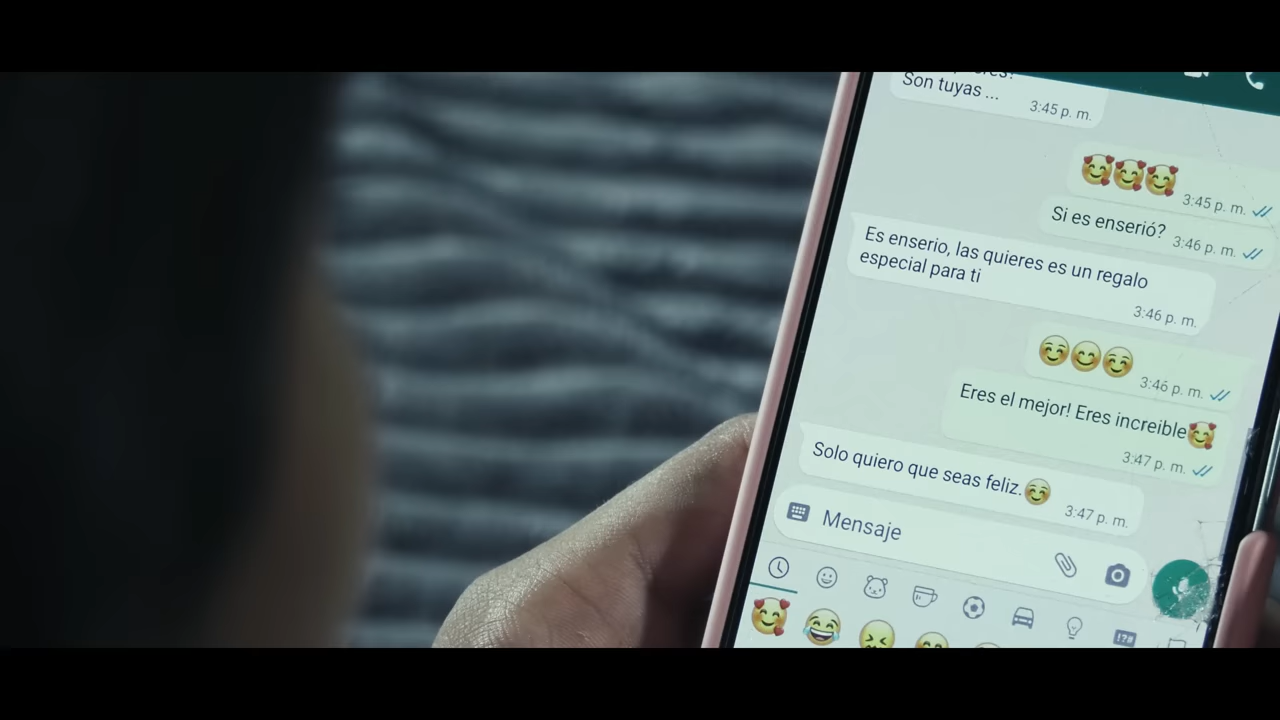 Son tuyas ...
3:45 p. m.
3:45 p. m.
Si es enserió?
3:46 p. m.
Es enserio, las quieres es un regalo
especial para ti
3:46 p. m.
3:46 p. m.
Eres el mejor! Eres increible
3:47 p. m.
Solo quiero que seas feliz.
3:47 p. m.
Mensaje
!?#